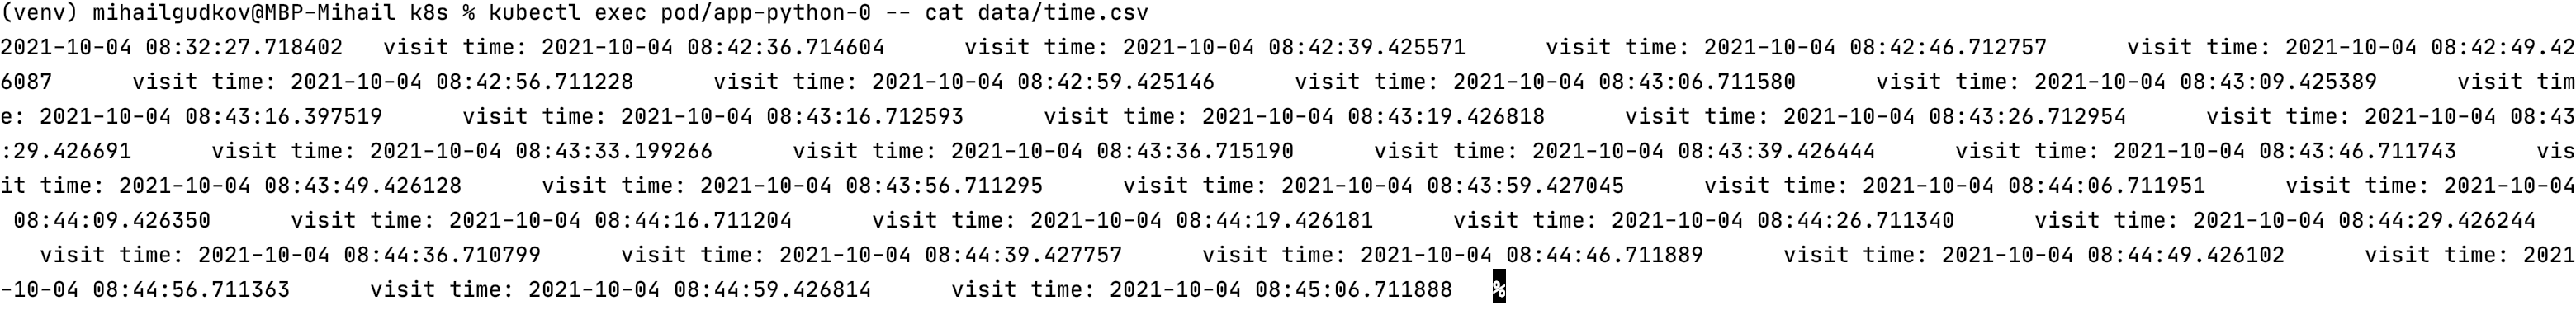 (venv) mihailgudkov@MBP-Mihail k8s % kubectl exec pod/app-python-0 -- cat data/time.csv
2021-10-04 08:32:27.718402   visit time: 2021-10-04 08:42:36.714604      visit time: 2021-10-04 08:42:39.425571      visit time: 2021-10-04 08:42:46.712757      visit time: 2021-10-04 08:42:49.42
6087      visit time: 2021-10-04 08:42:56.711228      visit time: 2021-10-04 08:42:59.425146      visit time: 2021-10-04 08:43:06.711580      visit time: 2021-10-04 08:43:09.425389      visit tim
e: 2021-10-04 08:43:16.397519      visit time: 2021-10-04 08:43:16.712593      visit time: 2021-10-04 08:43:19.426818      visit time: 2021-10-04 08:43:26.712954      visit time: 2021-10-04 08:43
:29.426691      visit time: 2021-10-04 08:43:33.199266      visit time: 2021-10-04 08:43:36.715190      visit time: 2021-10-04 08:43:39.426444      visit time: 2021-10-04 08:43:46.711743      vis
it time: 2021-10-04 08:43:49.426128      visit time: 2021-10-04 08:43:56.711295      visit time: 2021-10-04 08:43:59.427045      visit time: 2021-10-04 08:44:06.711951      visit time: 2021-10-04
 08:44:09.426350      visit time: 2021-10-04 08:44:16.711204      visit time: 2021-10-04 08:44:19.426181      visit time: 2021-10-04 08:44:26.711340      visit time: 2021-10-04 08:44:29.426244
   visit time: 2021-10-04 08:44:36.710799      visit time: 2021-10-04 08:44:39.427757      visit time: 2021-10-04 08:44:46.711889      visit time: 2021-10-04 08:44:49.426102      visit time: 2021
-10-04 08:44:56.711363      visit time: 2021-10-04 08:44:59.426814      visit time: 2021-10-04 08:45:06.711888   %